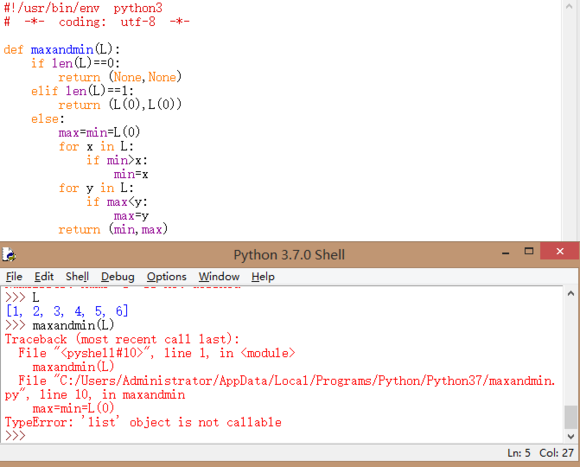 #!/usr/bin/env python3
# -*- coding: utf-8 -*-
def maxandmin(L):
    if len(L)==0:
        return (None,None)
    elif len(L)==1:
        return (L(0),L(0))
    else:
        max=min=L(0)
        for x in L:
            if min>x:
                min=x
        for y in L:
            if max<y:
                max=y
        return (min,max)
Python 3.7.0 Shell
File Edit Shell Debug Options Window Help
>>> L
[1, 2, 3, 4, 5, 6]
>>> maxandmin(L)
Traceback (most recent call last):
  File "<pyshell#10>", line 1, in <module>
    maxandmin(L)
  File "C:/Users/Administrator/AppData/Local/Programs/Python/Python37/maxandmin.
py", line 10, in maxandmin
    max=min=L(0)
TypeError: 'list' object is not callable
>>>
Ln: 5 Col: 27